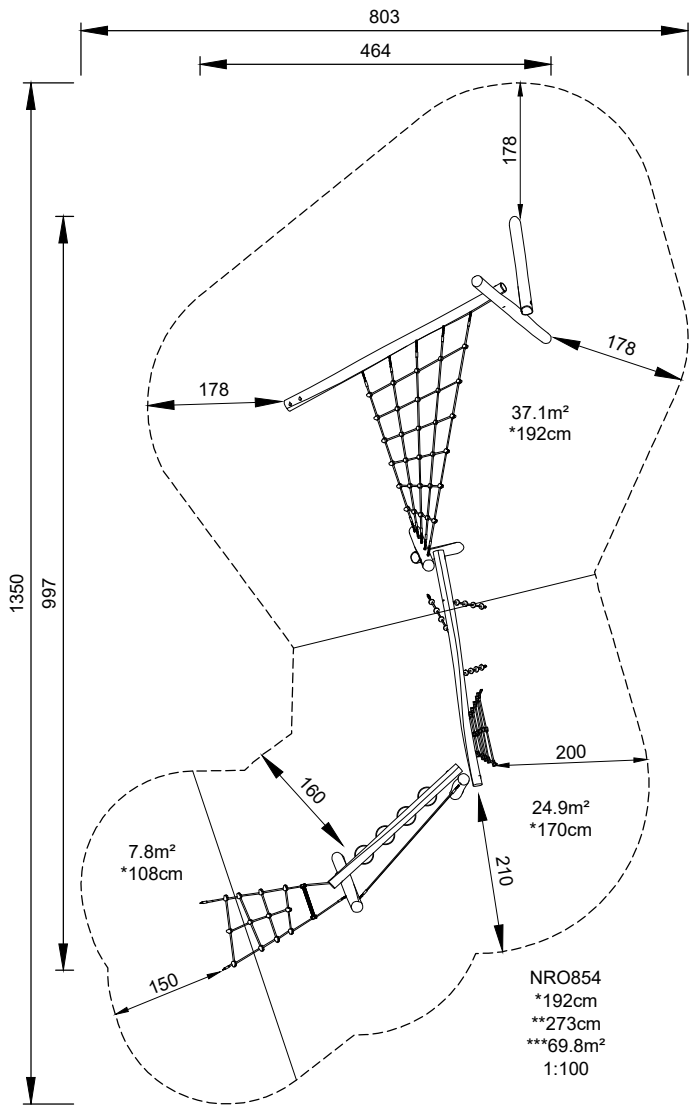 803
464
178
178
178
37.1m²
*192cm
1350
997
200
160
24.9m²
*170cm
7.8m²
*108cm
210
150
NRO854
*192cm
**273cm
***69.8m²
1:100